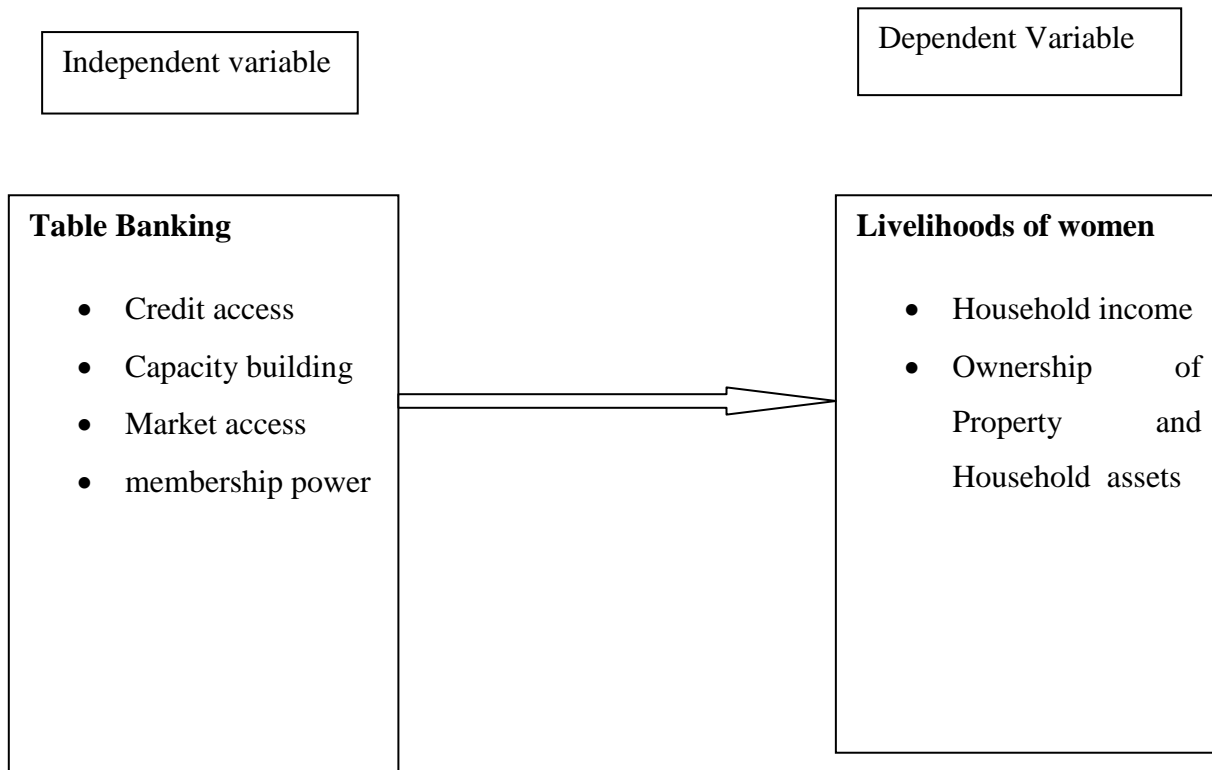 Independent variable
Dependent Variable
Table Banking
• Credit access
• Capacity building
• Market access
• membership power
Livelihoods of women
• Household income
• Ownership of
Property and
Household assets